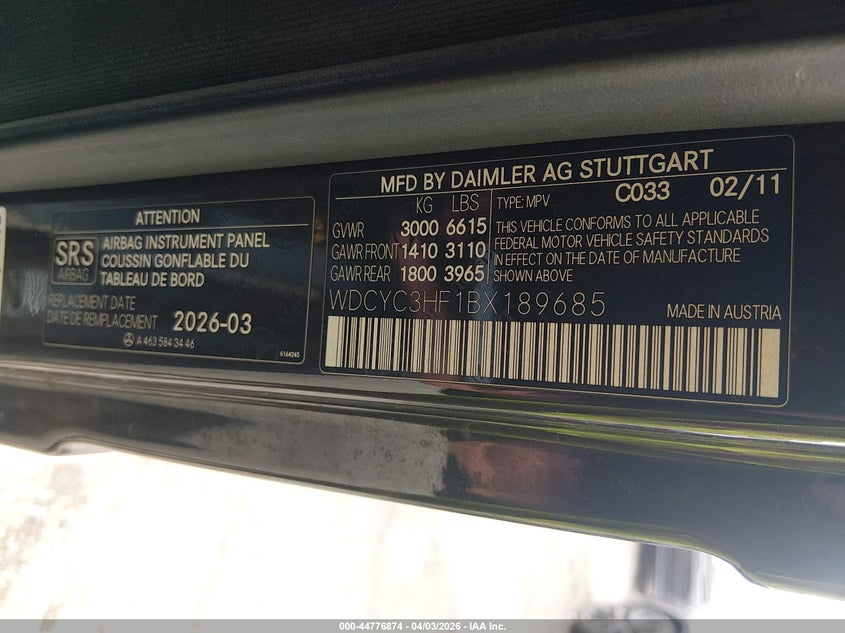 ATTENTION
SRS
AIRBAG
AIRBAG INSTRUMENT PANEL
COUSSIN GONFLABLE DU
TABLEAU DE BORD
REPLACEMENT DATE
DATE DE REMPLACEMENT 2026-03
A 463 584 34 46
6164245
MFD BY DAIMLER AG STUTTGART
KG LBS TYPE: MPV C033 02/11
GVWR 3000 6615
GAWR FRONT 1410 3110
GAWR REAR 1800 3965
THIS VEHICLE CONFORMS TO ALL APPLICABLE
FEDERAL MOTOR VEHICLE SAFETY STANDARDS
IN EFFECT ON THE DATE OF MANUFACTURE
SHOWN ABOVE
WDCYC3HF1BX189685 MADE IN AUSTRIA
000-44776874 | 04/03/2026 - IAA Inc.